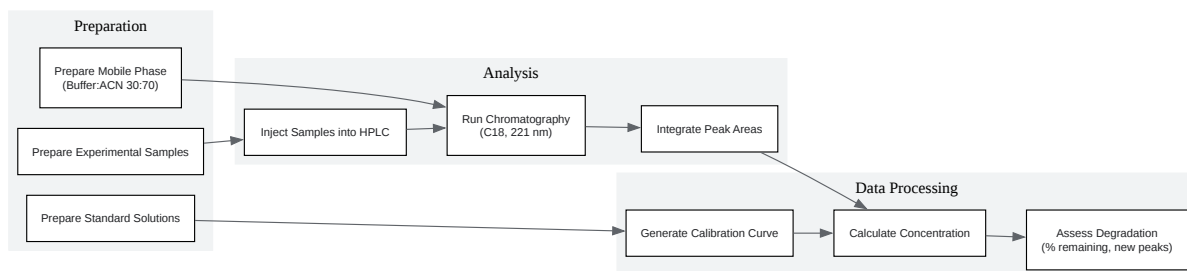 Preparation
Prepare Mobile Phase
(Buffer:ACN 30:70)
Prepare Experimental Samples
Prepare Standard Solutions
Analysis
Inject Samples into HPLC
Run Chromatography
(C18, 221 nm)
Integrate Peak Areas
Data Processing
Generate Calibration Curve
Calculate Concentration
Assess Degradation
(% remaining, new peaks)